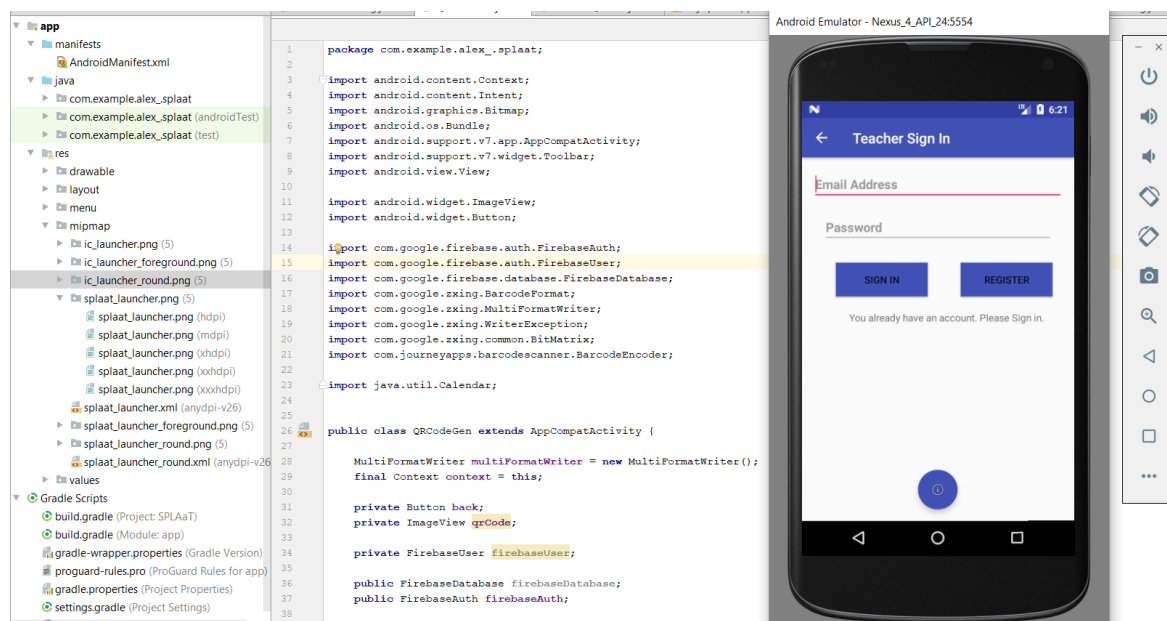 app
manifests
AndroidManifest.xml
java
com.example.alex_.splaat
com.example.alex_.splaat (androidTest)
com.example.alex_.splaat (test)
res
drawable
layout
menu
mipmap
ic_launcher.png (5)
ic_launcher_foreground.png (5)
ic_launcher_round.png (5)
splaat_launcher.png (5)
splaat_launcher.png (hdpi)
splaat_launcher.png (mdpi)
splaat_launcher.png (xhdpi)
splaat_launcher.png (xxhdpi)
splaat_launcher.png (xxxhdpi)
splaat_launcher.xml (anydpi-v26)
splaat_launcher_foreground.png (5)
splaat_launcher_round.png (5)
splaat_launcher_round.xml (anydpi-v26
values
Gradle Scripts
build.gradle (Project: SPLAaT)
build.gradle (Module: app)
gradle-wrapper.properties (Gradle Version)
proguard-rules.pro (ProGuard Rules for app)
gradle.properties (Project Properties)
settings.gradle (Project Settings)
1 package com.example.alex_.splaat;
2
3 import android.content.Context;
4 import android.content.Intent;
5 import android.graphics.Bitmap;
6 import android.os.Bundle;
7 import android.support.v7.app.AppCompatActivity;
8 import android.support.v7.widget.Toolbar;
9 import android.view.View;
10
11 import android.widget.ImageView;
12 import android.widget.Button;
13
14 import com.google.firebase.auth.FirebaseAuth;
15 import com.google.firebase.auth.FirebaseUser;
16 import com.google.firebase.database.FirebaseDatabase;
17 import com.google.zxing.BarcodeFormat;
18 import com.google.zxing.MultiFormatWriter;
19 import com.google.zxing.WriterException;
20 import com.google.zxing.common.BitMatrix;
21 import com.journeyapps.barcodescanner.BarcodeEncoder;
22
23 import java.util.Calendar;
24
25
26 public class QRCodeGen extends AppCompatActivity {
27
28 MultiFormatWriter multiFormatWriter = new MultiFormatWriter();
29 final Context context = this;
30
31 private Button back;
32 private ImageView qrCode;
33
34 private FirebaseUser firebaseUser;
35
36 public FirebaseDatabase firebaseDatabase;
37 public FirebaseAuth firebaseAuth;
38
Android Emulator - Nexus_4_API_24:5554
6:21
Teacher Sign In
Email Address
Password
SIGN IN REGISTER
You already have an account. Please Sign in.